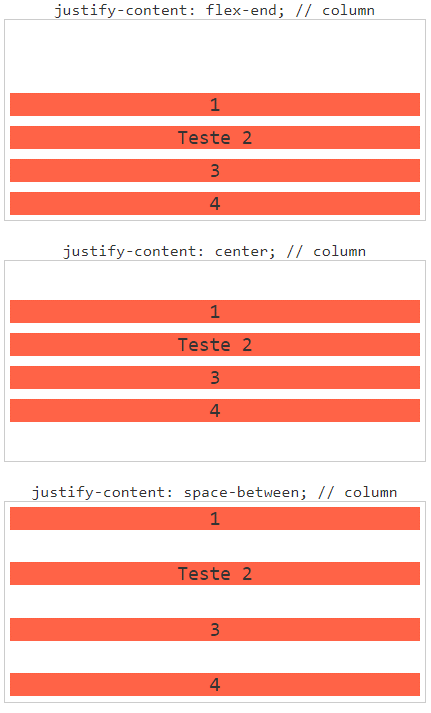 justify-content: flex-end; // column
1
Teste 2
3
4
justify-content: center; // column
1
Teste 2
3
4
justify-content: space-between; // column
1
Teste 2
3
4